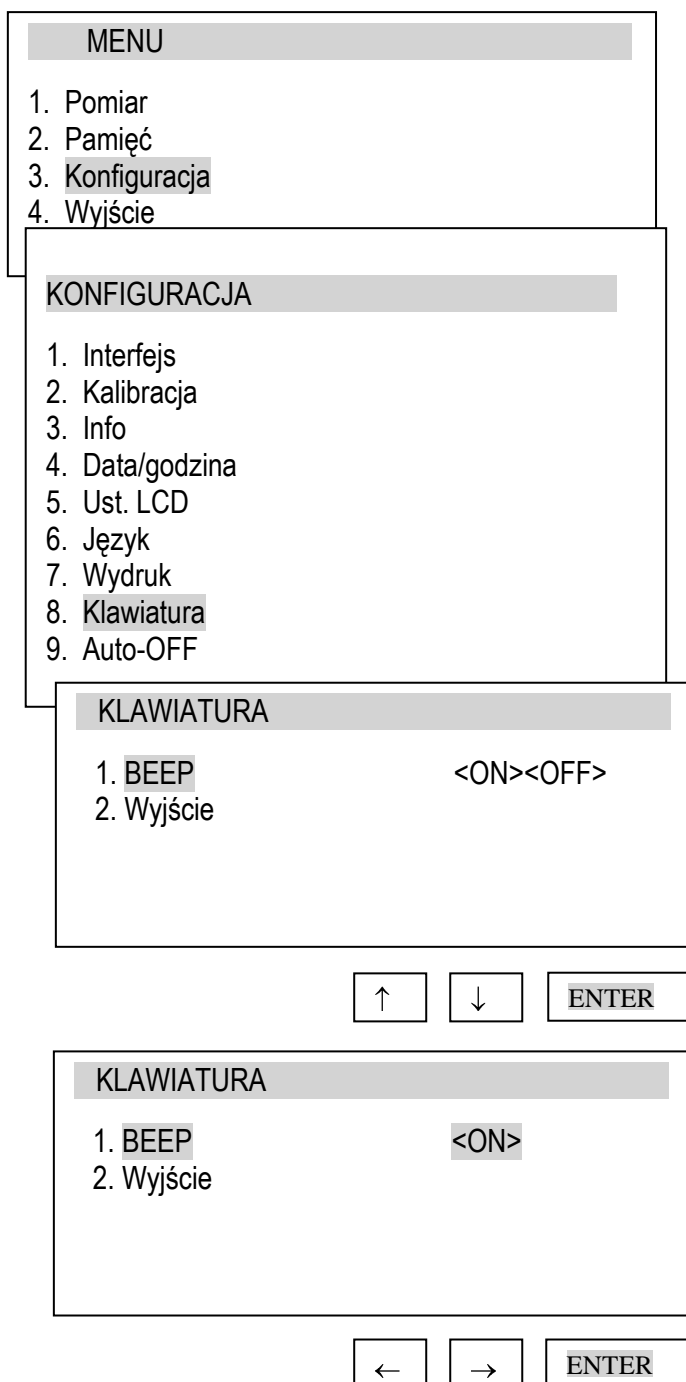 MENU
1. Pomiar
2. Pamięć
3. Konfiguracja
4. Wyjście
KONFIGURACJA
1. Interfejs
2. Kalibracja
3. Info
4. Data/godzina
5. Ust. LCD
6. Język
7. Wydruk
8. Klawiatura
9. Auto-OFF
KLAWIATURA
1. BEEP <ON><OFF>
2. Wyjście
↑ ↓ ENTER
KLAWIATURA
1. BEEP <ON>
2. Wyjście
← → ENTER